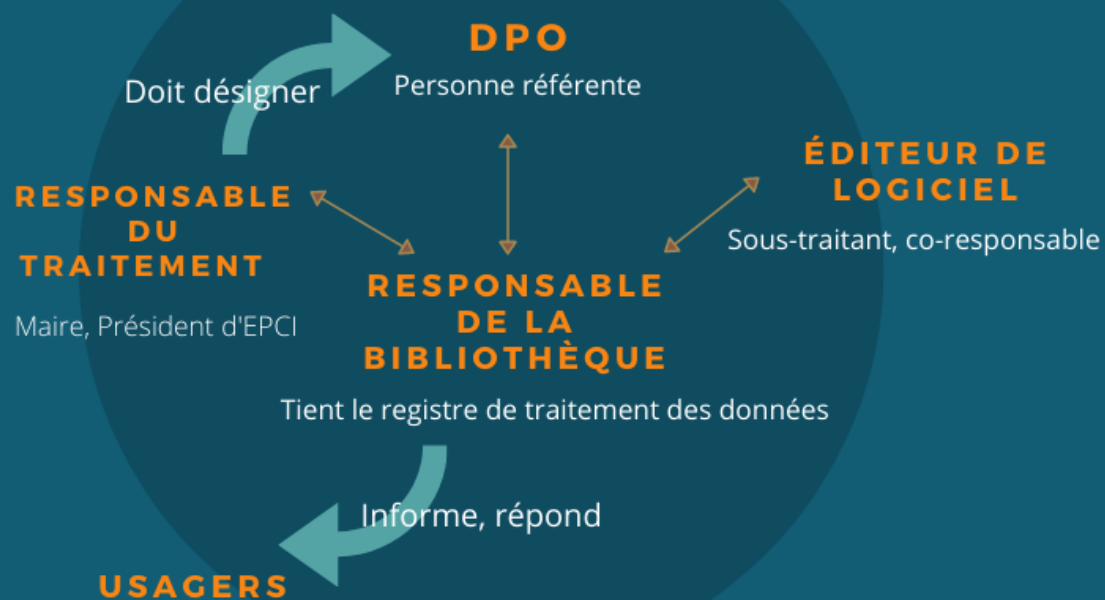 DPO
Personne référente
Doit désigner
ÉDITEUR DE
LOGICIEL
Sous-traitant, co-responsable
RESPONSABLE
DU
TRAITEMENT
Maire, Président d'EPCI
RESPONSABLE
DE LA
BIBLIOTHÈQUE
Tient le registre de traitement des données
Informe, répond
USAGERS